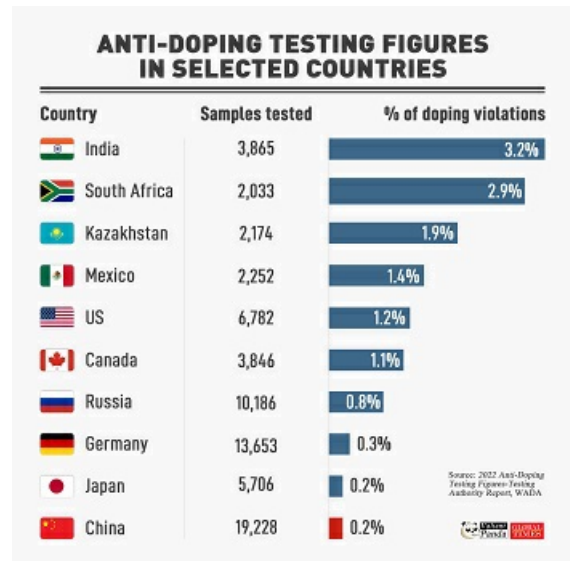 ANTI-DOPING TESTING FIGURES
IN SELECTED COUNTRIES
Country Samples tested % of doping violations
India 3,865 3.2%
South Africa 2,033 2.9%
Kazakhstan 2,174 1.9%
Mexico 2,252 1.4%
US 6,782 1.2%
Canada 3,846 1.1%
Russia 10,186 0.8%
Germany 13,653 0.3%
Japan 5,706 0.2%
China 19,228 0.2%
Source: 2022 Anti-Doping
Testing Figures-Testing
Authority Report, WADA
Valiant
Panda
GLOBAL
TIMES